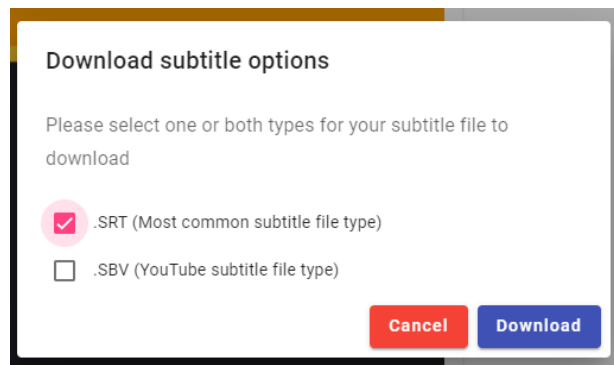 Download subtitle options
Please select one or both types for your subtitle file to
download
.SRT (Most common subtitle file type)
.SBV (YouTube subtitle file type)
Cancel Download